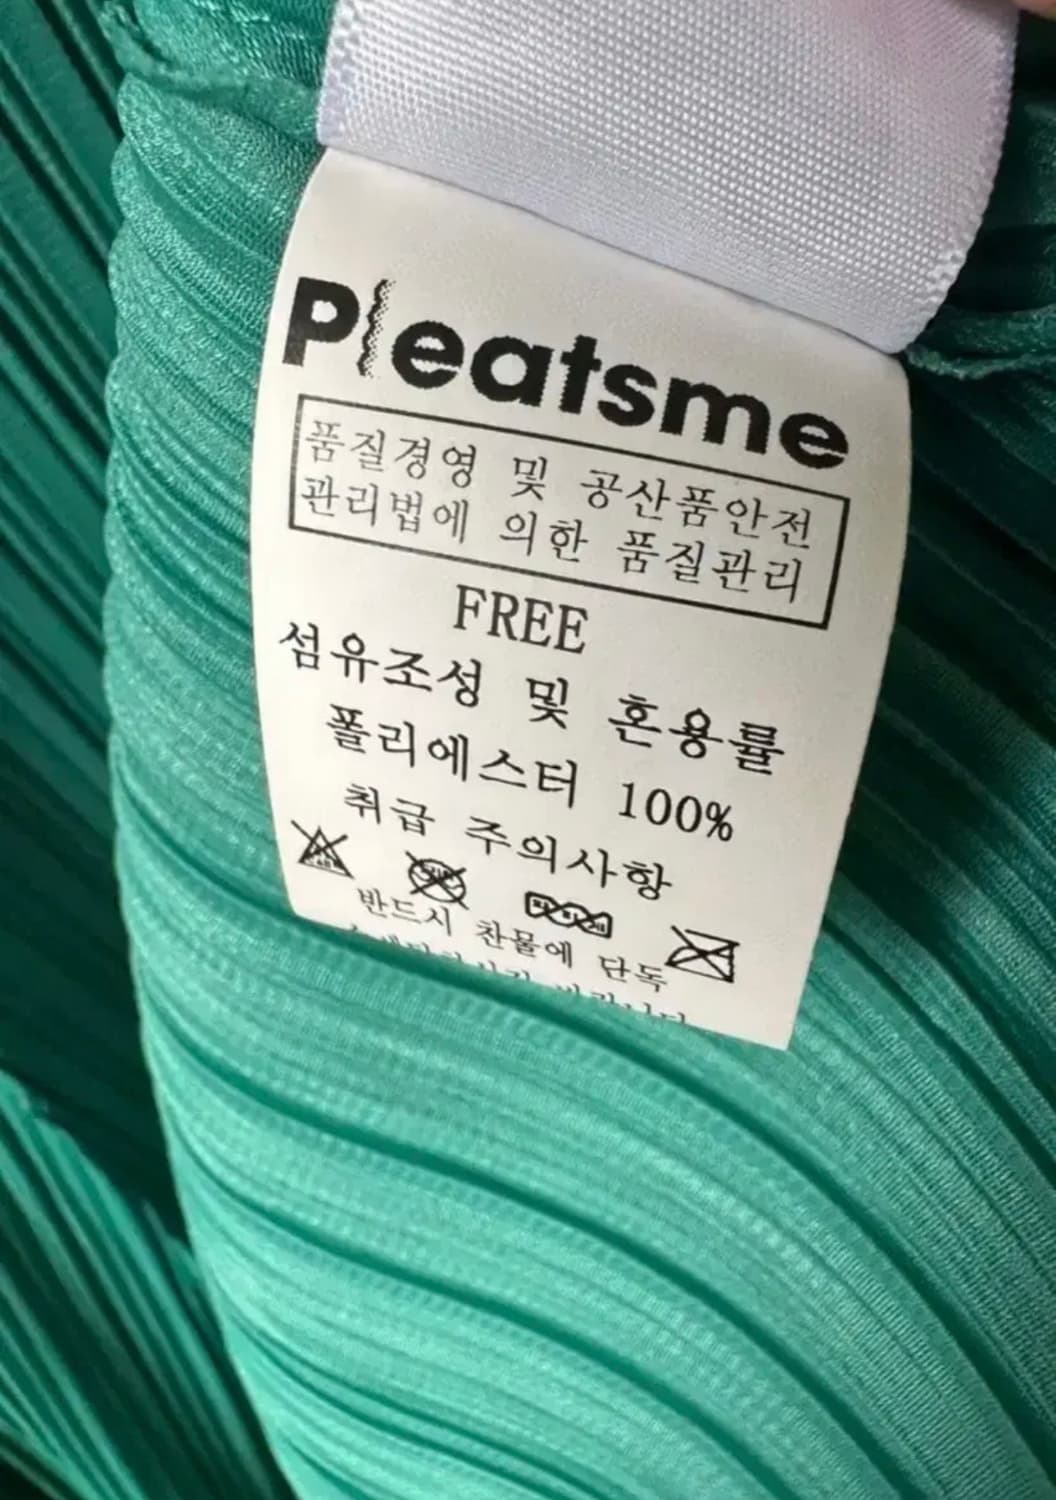 Pleatsme
품질경영 및 공산품안전
관리법에 의한 품질관리
FREE
섬유조성 및 혼용률
폴리에스터 100%
취급 주의사항
반드시 찬물에 단독